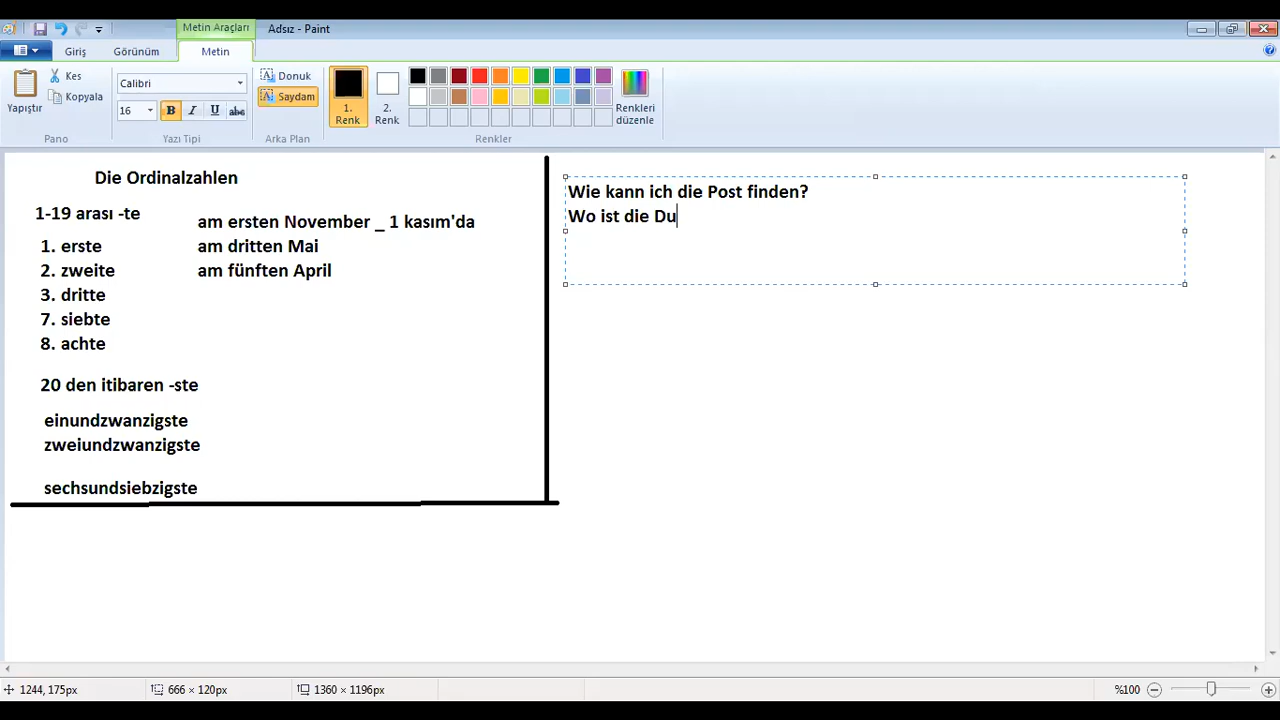 Metin Araçları
Adsız - Paint
Giriş
Görünüm
Metin
Yapıştır
Kes
Kopyala
Pano
Calibri
16
B I U abc
Yazı Tipi
Donuk
Saydam
Arka Plan
1. Renk
2. Renk
Renkleri düzenle
Renkler
Die Ordinalzahlen
1-19 arası -te
1. erste
2. zweite
3. dritte
7. siebte
8. achte
am ersten November _ 1 kasım'da
am dritten Mai
am fünften April
20 den itibaren -ste
einundzwanzigste
zweiundzwanzigste
sechsundsiebzigste
Wie kann ich die Post finden?
Wo ist die Du
1244, 175px
666 × 120px
1360 × 1196px
%100